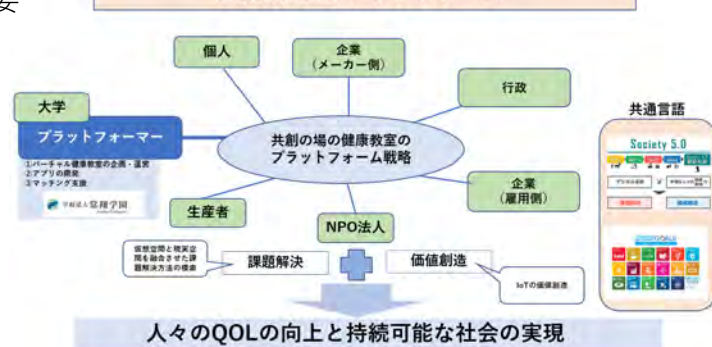 個人
企業
（メーカー側）
行政
大学
プラットフォーマー
①バーチャル健康教室の企画・運営
②アプリの開発
③マッチング支援
学校法人 常翔学園
共創の場の健康教室の
プラットフォーム戦略
企業
（雇用側）
生産者
NPO法人
仮想空間と現実空
間を融合させた課
題解決方法の模索
課題解決
価値創造
IoTの価値創造
人々のQOLの向上と持続可能な社会の実現
共通言語
Society 5.0